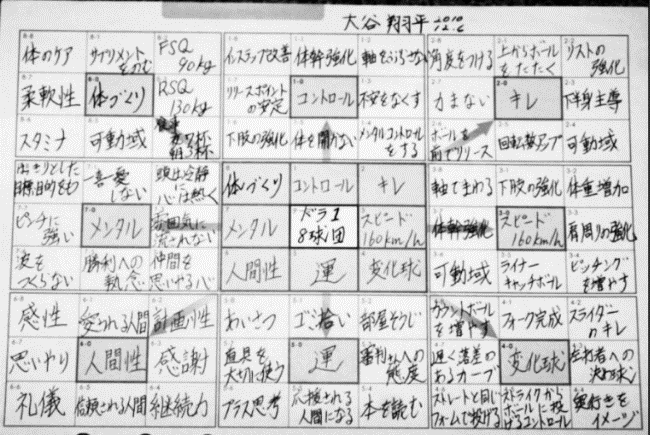 大谷 翔平 2010 12.6
体のケア
サプリメントをのむ
FSQ 90kg
インステップ改善
体幹強化
軸をぶらさない
角度をつける
上からボールをたたく
リストの強化
柔軟性
体づくり
RSQ 130kg
リリースポイントの安定
コントロール
不安をなくす
力まない
キレ
下半身主導
スタミナ
可動域
食事 夜7杯 朝3杯
下肢の強化
体を開かない
メンタルコントロールをする
ボールを前でリリース
回転数アップ
可動域
はっきりとした目標、目的をもつ
一喜一憂しない
頭は冷静に心は熱く
体づくり
コントロール
キレ
軸でまわる
下肢の強化
体重増加
ピンチに強い
メンタル
雰囲気に流されない
メンタル
ドラ1 8球団
スピード 160km/h
体幹強化
スピード 160km/h
肩周りの強化
波をつくらない
勝利への執念
仲間を思いやる心
人間性
運
変化球
可動域
ライナーキャッチボール
ピッチングを増やす
感性
愛される人間
計画性
あいさつ
ゴミ拾い
部屋そうじ
カウントボールを増やす
フォーク完成
スライダーのキレ
思いやり
人間性
感謝
道具を大切に使う
運
審判さんへの態度
遅く落差のあるカーブ
変化球
左打者への決め球
礼儀
信頼される人間
継続力
プラス思考
応援される人間になる
本を読む
ストレートと同じフォームで投げる
ストライクからボールに投げるコントロール
奥行きをイメージ